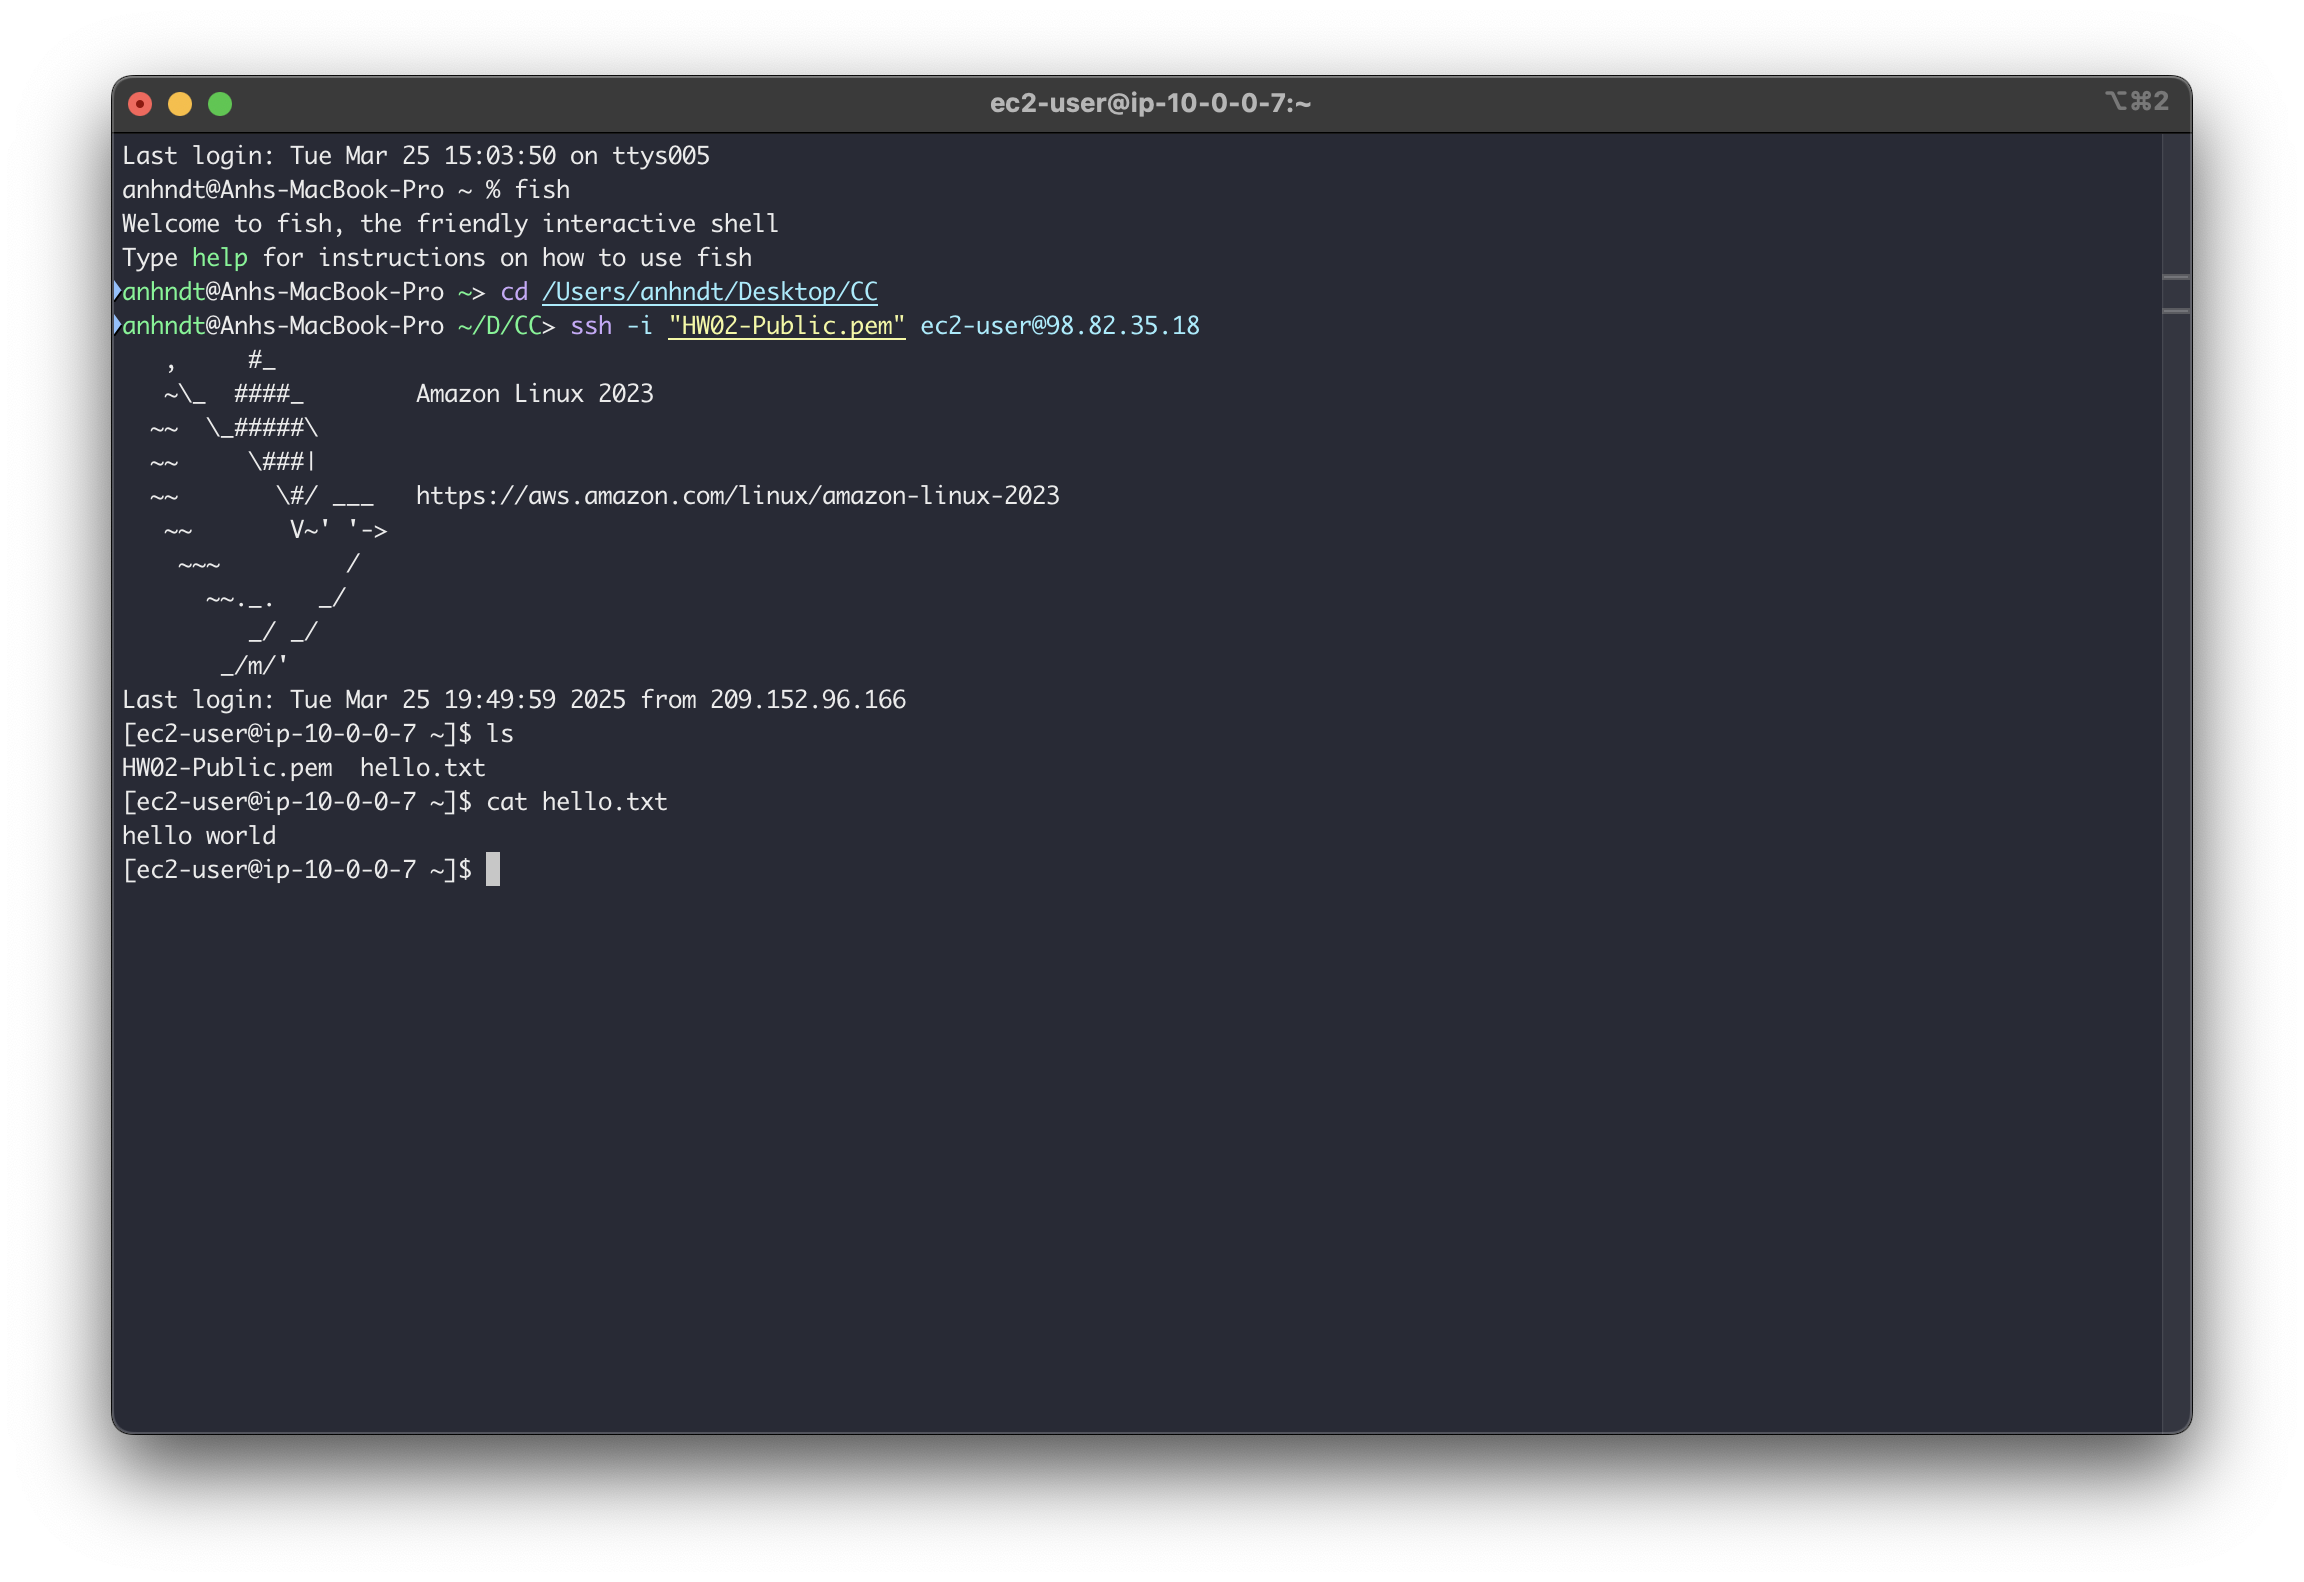 ec2-user@ip-10-0-0-7:~ ⌥⌘2
Last login: Tue Mar 25 15:03:50 on ttys005
anhndt@Anhs-MacBook-Pro ~ % fish
Welcome to fish, the friendly interactive shell
Type help for instructions on how to use fish
anhndt@Anhs-MacBook-Pro ~> cd /Users/anhndt/Desktop/CC
anhndt@Anhs-MacBook-Pro ~/D/CC> ssh -i "HW02-Public.pem" ec2-user@98.82.35.18
   ,     #_
   ~\_  ####_        Amazon Linux 2023
  ~~  \_#####\
  ~~     \###|
  ~~       \#/ ___   https://aws.amazon.com/linux/amazon-linux-2023
   ~~       V~' '->
    ~~~         /
      ~~._.   _/
         _/ _/
       _/m/'
Last login: Tue Mar 25 19:49:59 2025 from 209.152.96.166
[ec2-user@ip-10-0-0-7 ~]$ ls
HW02-Public.pem  hello.txt
[ec2-user@ip-10-0-0-7 ~]$ cat hello.txt
hello world
[ec2-user@ip-10-0-0-7 ~]$